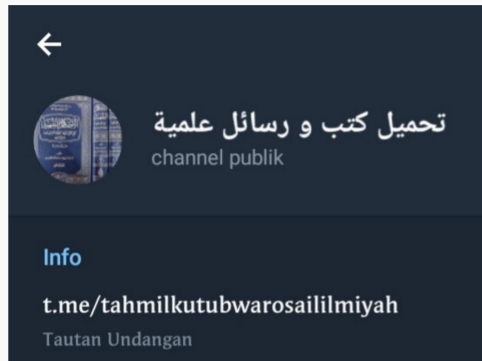 تحميل كتب و رسائل علمية
channel publik
Info
t.me/tahmilkutubwarosaililmiyah
Tautan Undangan